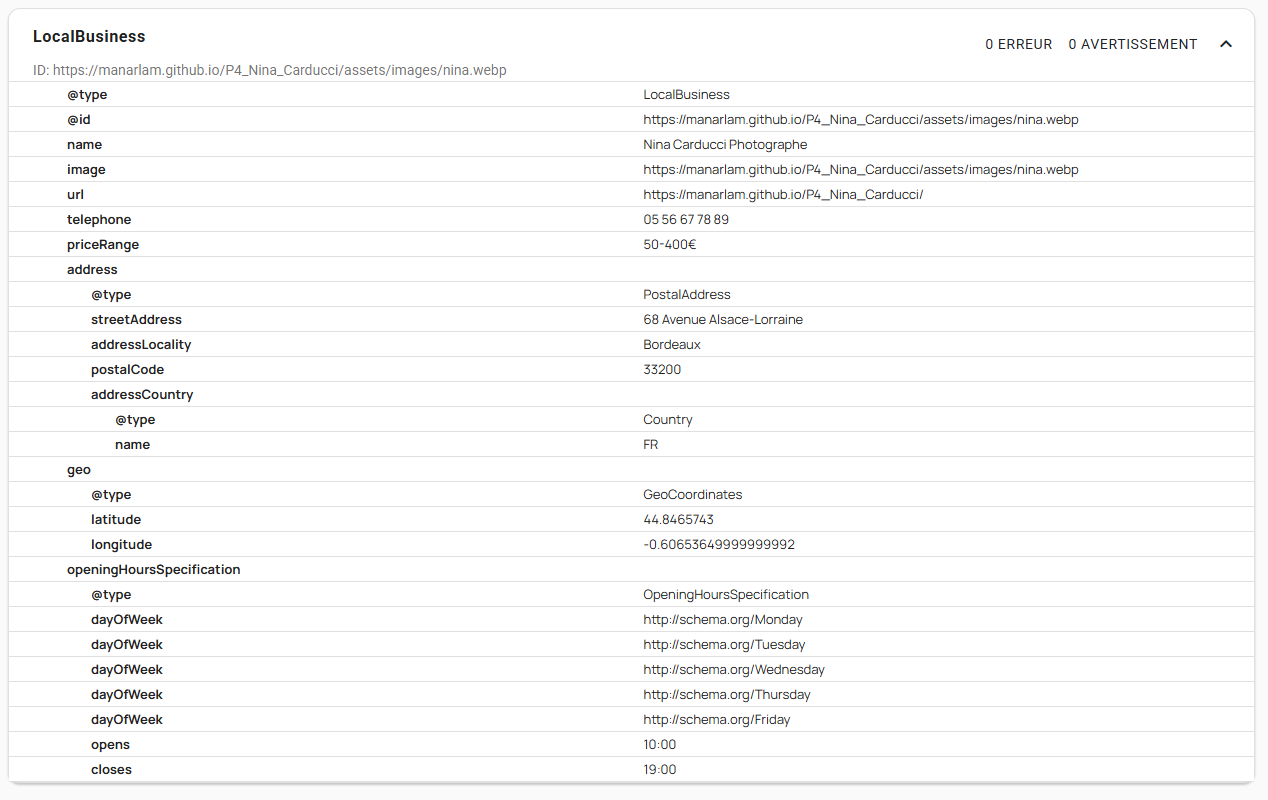 LocalBusiness
0 ERREUR 0 AVERTISSEMENT
ID: https://manarlam.github.io/P4_Nina_Carducci/assets/images/nina.webp
@type LocalBusiness
@id https://manarlam.github.io/P4_Nina_Carducci/assets/images/nina.webp
name Nina Carducci Photographe
image https://manarlam.github.io/P4_Nina_Carducci/assets/images/nina.webp
url https://manarlam.github.io/P4_Nina_Carducci/
telephone 05 56 67 78 89
priceRange 50-400€
address
@type PostalAddress
streetAddress 68 Avenue Alsace-Lorraine
addressLocality Bordeaux
postalCode 33200
addressCountry
@type Country
name FR
geo
@type GeoCoordinates
latitude 44.8465743
longitude -0.60653649999999992
openingHoursSpecification
@type OpeningHoursSpecification
dayOfWeek http://schema.org/Monday
dayOfWeek http://schema.org/Tuesday
dayOfWeek http://schema.org/Wednesday
dayOfWeek http://schema.org/Thursday
dayOfWeek http://schema.org/Friday
opens 10:00
closes 19:00